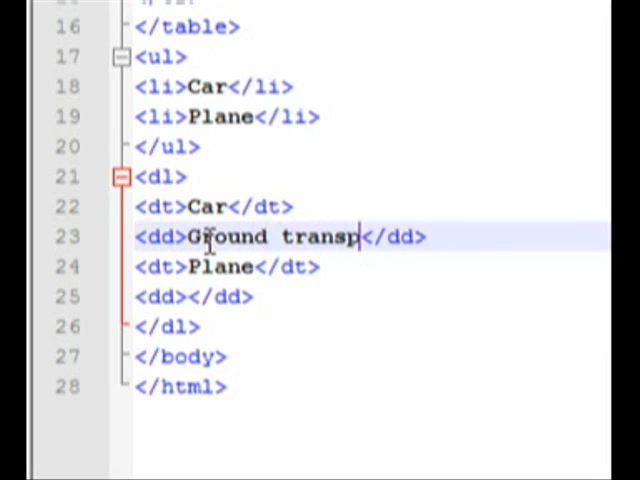 16 </table>
17 <ul>
18 <li>Car</li>
19 <li>Plane</li>
20 </ul>
21 <dl>
22 <dt>Car</dt>
23 <dd>Ground transp</dd>
24 <dt>Plane</dt>
25 <dd></dd>
26 </dl>
27 </body>
28 </html>